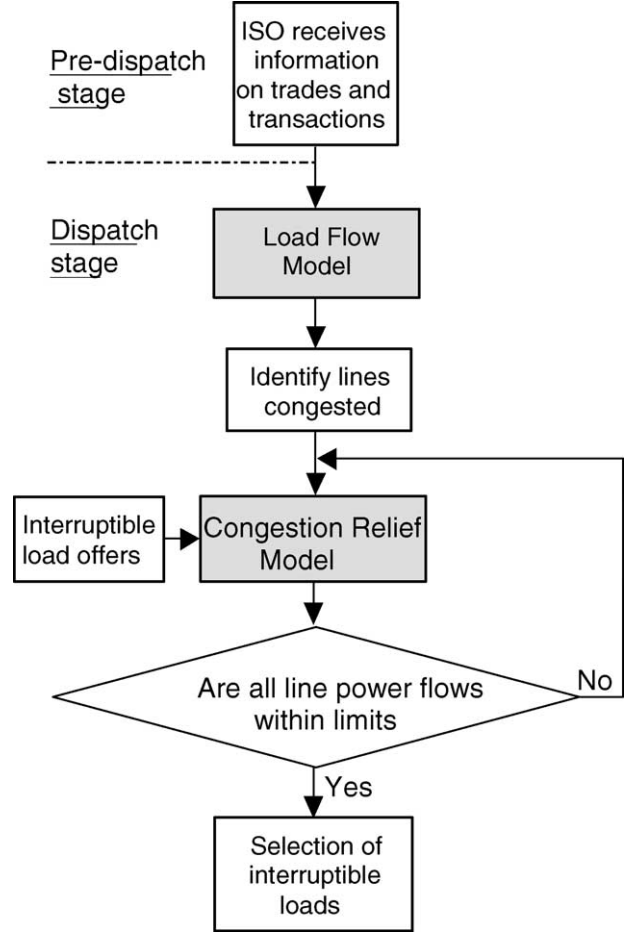 Pre-dispatch
stage
ISO receives
information
on trades and
transactions
Dispatch
stage
Load Flow
Model
Identify lines
congested
Interruptible
load offers
Congestion Relief
Model
Are all line power flows
within limits
No
Yes
Selection of
interruptible
loads